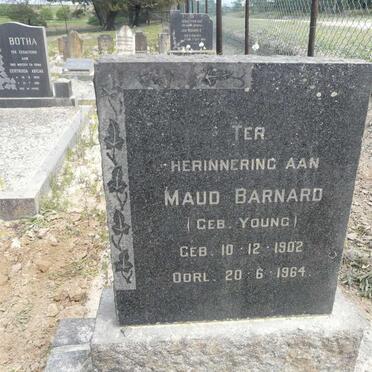 TER
HERINNERING AAN
MAUD BARNARD
(GEB. YOUNG)
GEB. 10-12-1902
OORL. 20-6-1964.
BOTHA